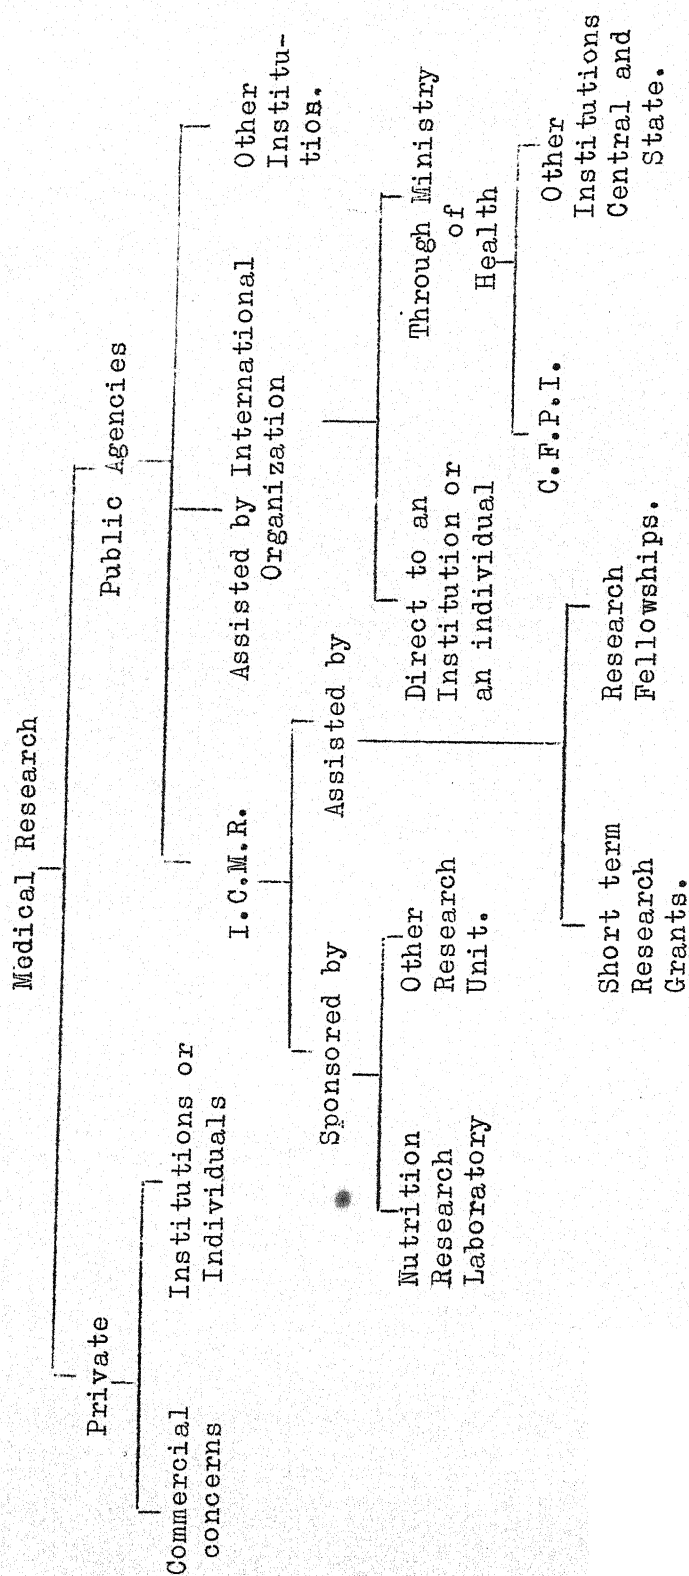 Medical Research
Private
Public Agencies
Commercial
concerns
Institutions or
Individuals
I.C.M.R.
Assisted by International
Organization
Other
Institu-
tion.
Sponsored by
Assisted by
Direct to an
Institution or
an individual
Through Ministry
of
Health
Nutrition
Research
Laboratory
Other
Research
Unit.
Short term
Research
Grants.
Research
Fellowships.
C.F.P.I.
Other
Institutions
Central and
State.